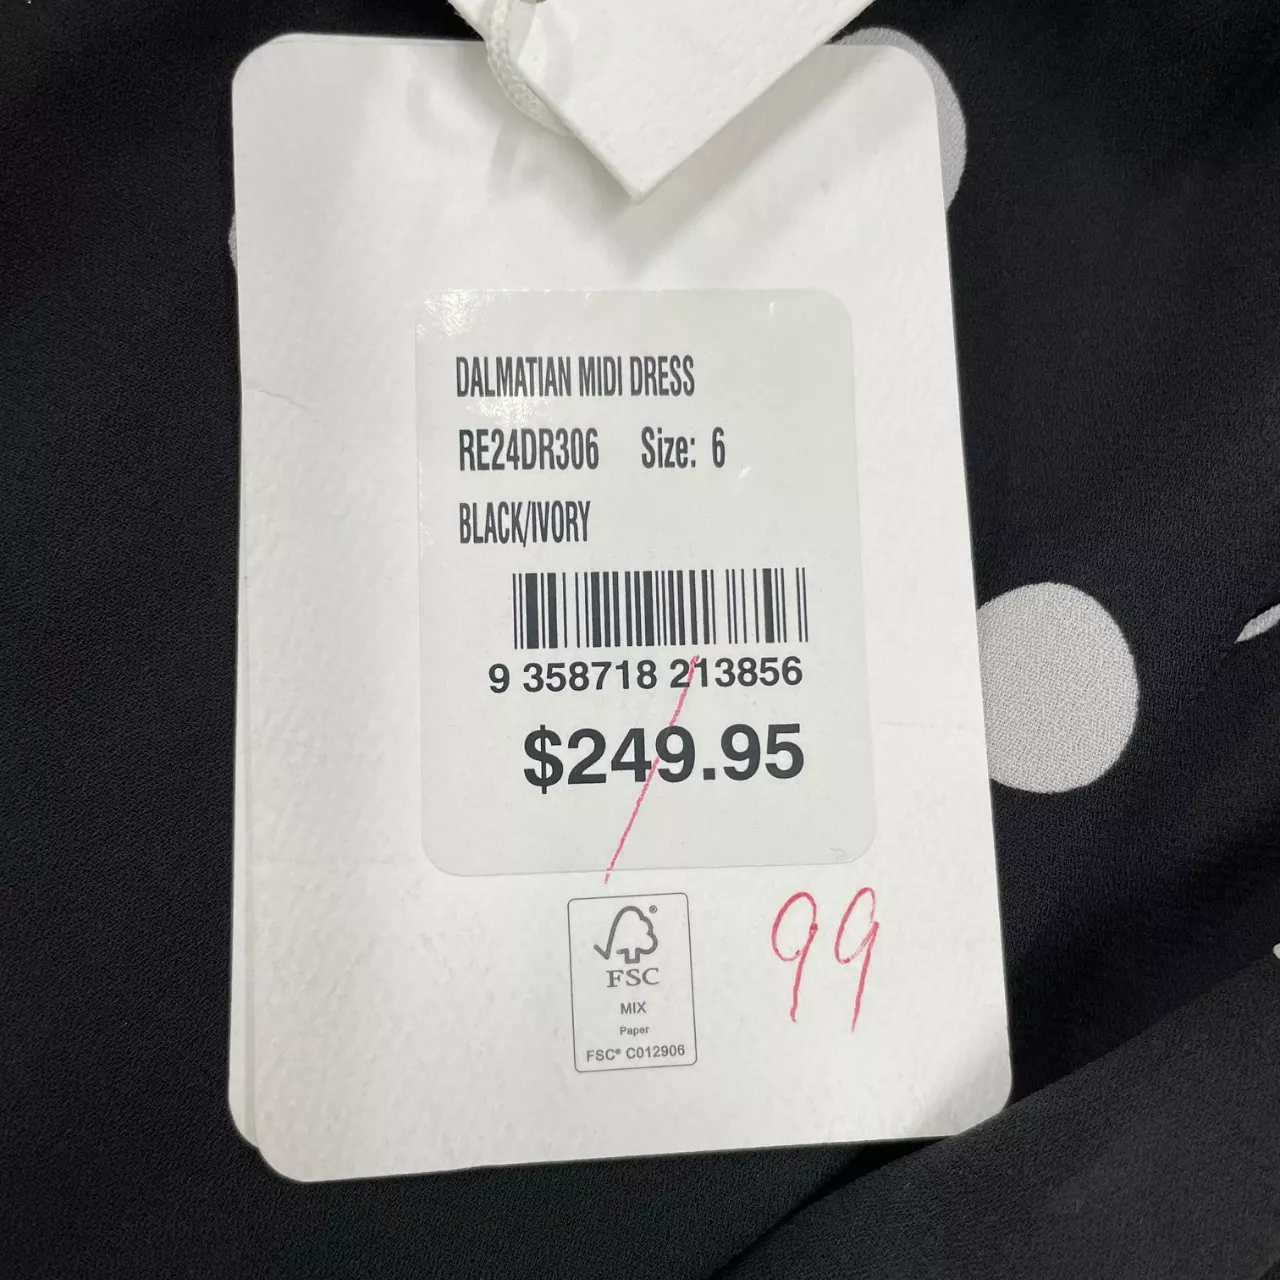 DALMATIAN MIDI DRESS
RE24DR306 Size: 6
BLACK/IVORY
9 358718 213856
$249.95
99
®
FSC
MIX
Paper
FSC® C012906